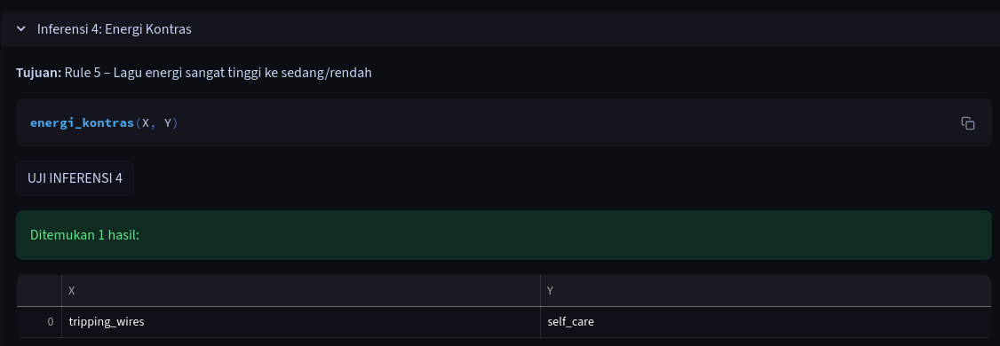 Inferensi 4: Energi Kontras
Tujuan: Rule 5 – Lagu energi sangat tinggi ke sedang/rendah
energi_kontras(X, Y)
UJI INFERENSI 4
Ditemukan 1 hasil:
X Y
0 tripping_wires self_care